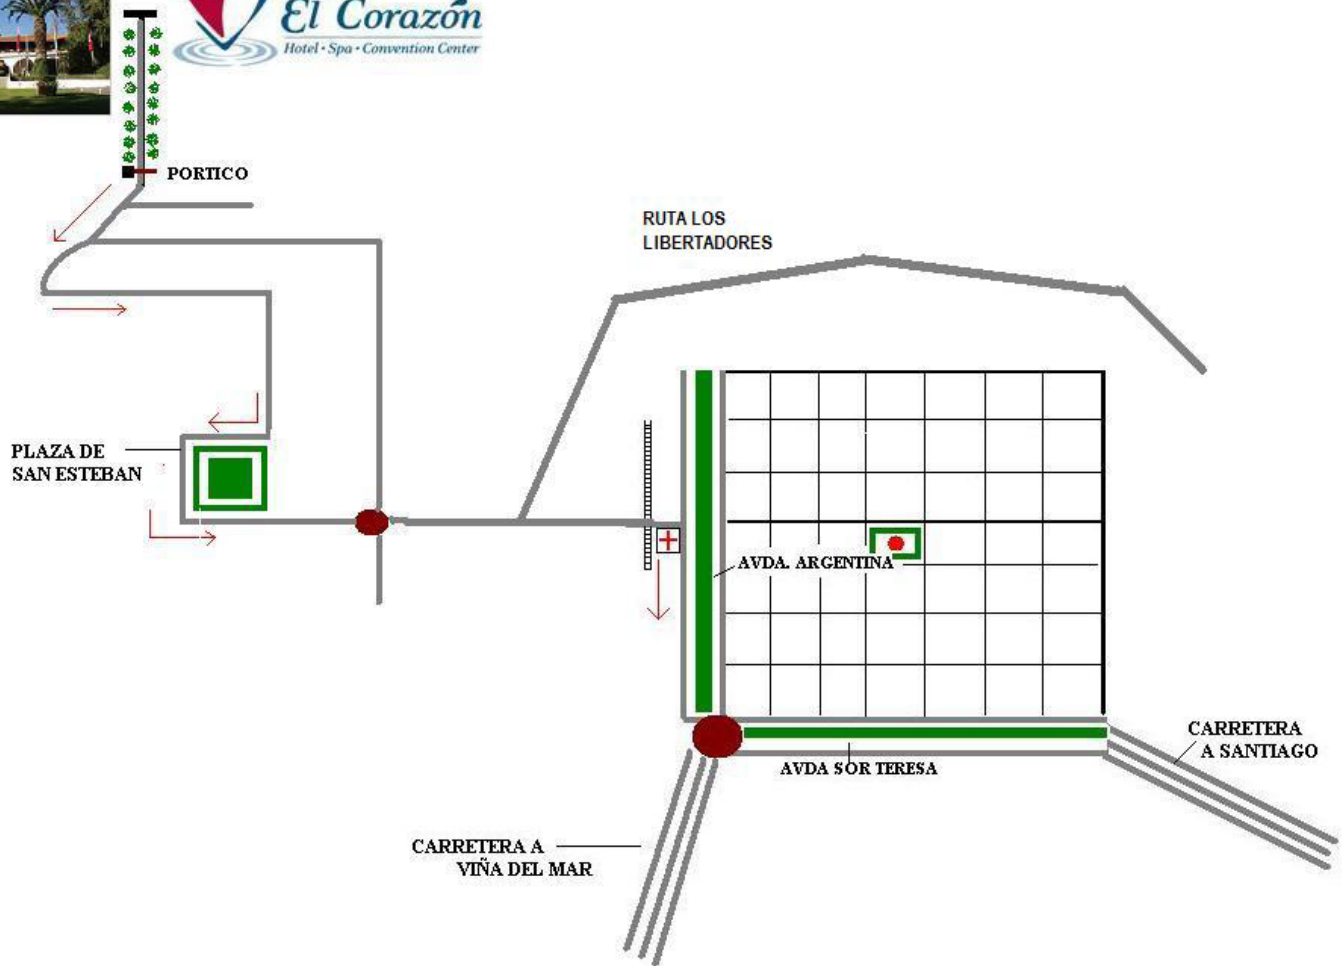 El Corazón
Hotel · Spa · Convention Center
PORTICO
RUTA LOS
LIBERTADORES
PLAZA DE
SAN ESTEBAN
AVDA. ARGENTINA
AVDA SOR TERESA
CARRETERA
A SANTIAGO
CARRETERA A
VIÑA DEL MAR